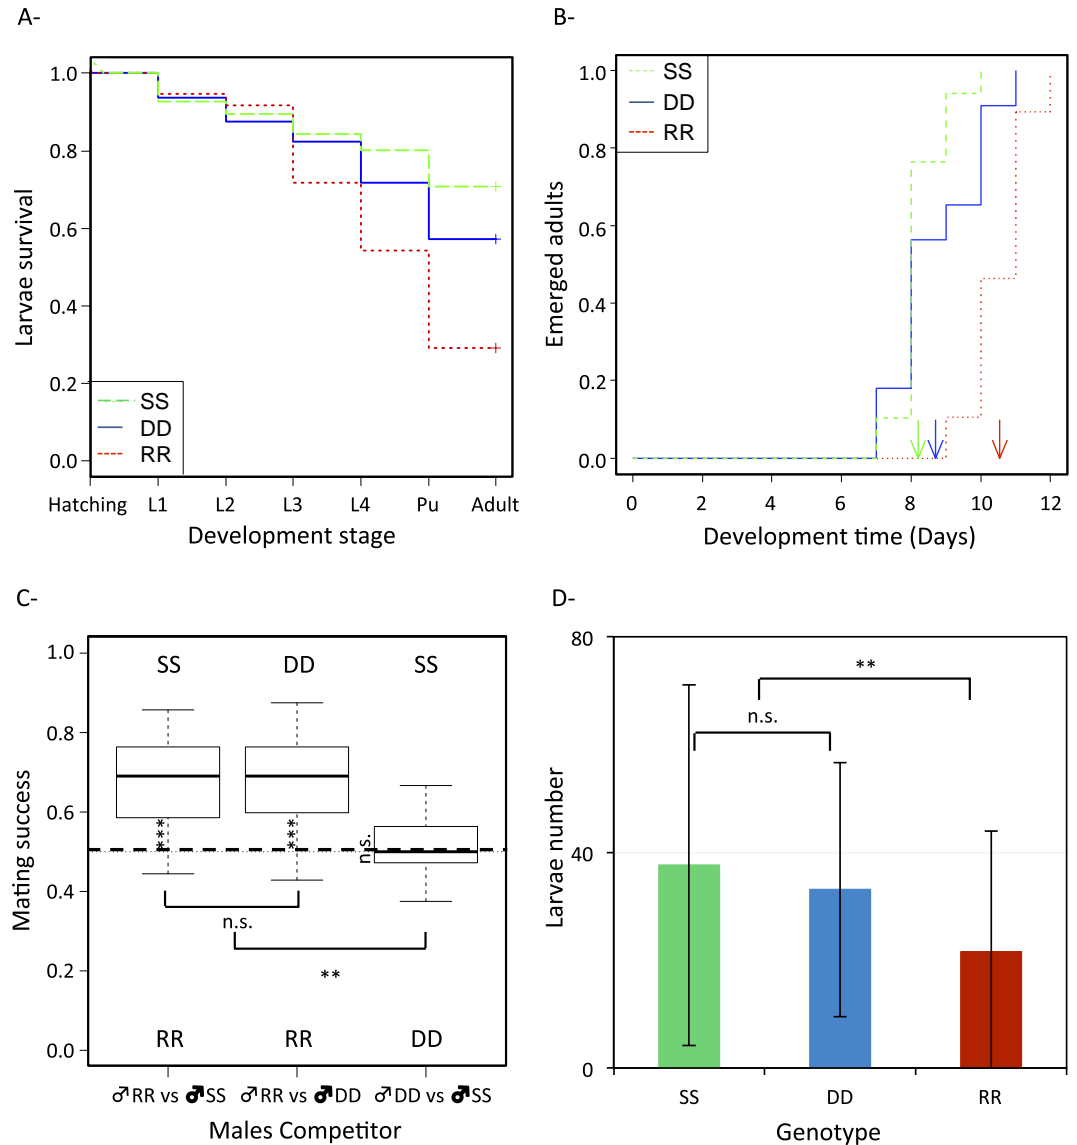 A-
1.0
0.8
0.6
0.4
0.2
0.0
Larvae survival
SS
DD
RR
Hatching L1 L2 L3 L4 Pu Adult
Development stage
B-
SS
DD
RR
1.0
0.8
0.6
0.4
0.2
0.0
Emerged adults
0 2 4 6 8 10 12
Development time (Days)
C-
1.0
0.8
0.6
0.4
0.2
0.0
Mating success
SS DD SS
***
***
n.s.
n.s.
**
RR RR DD
♂RR vs ♂SS ♂RR vs ♂DD ♂DD vs ♂SS
Males Competitor
D-
80
40
0
Larvae number
**
n.s.
SS DD RR
Genotype